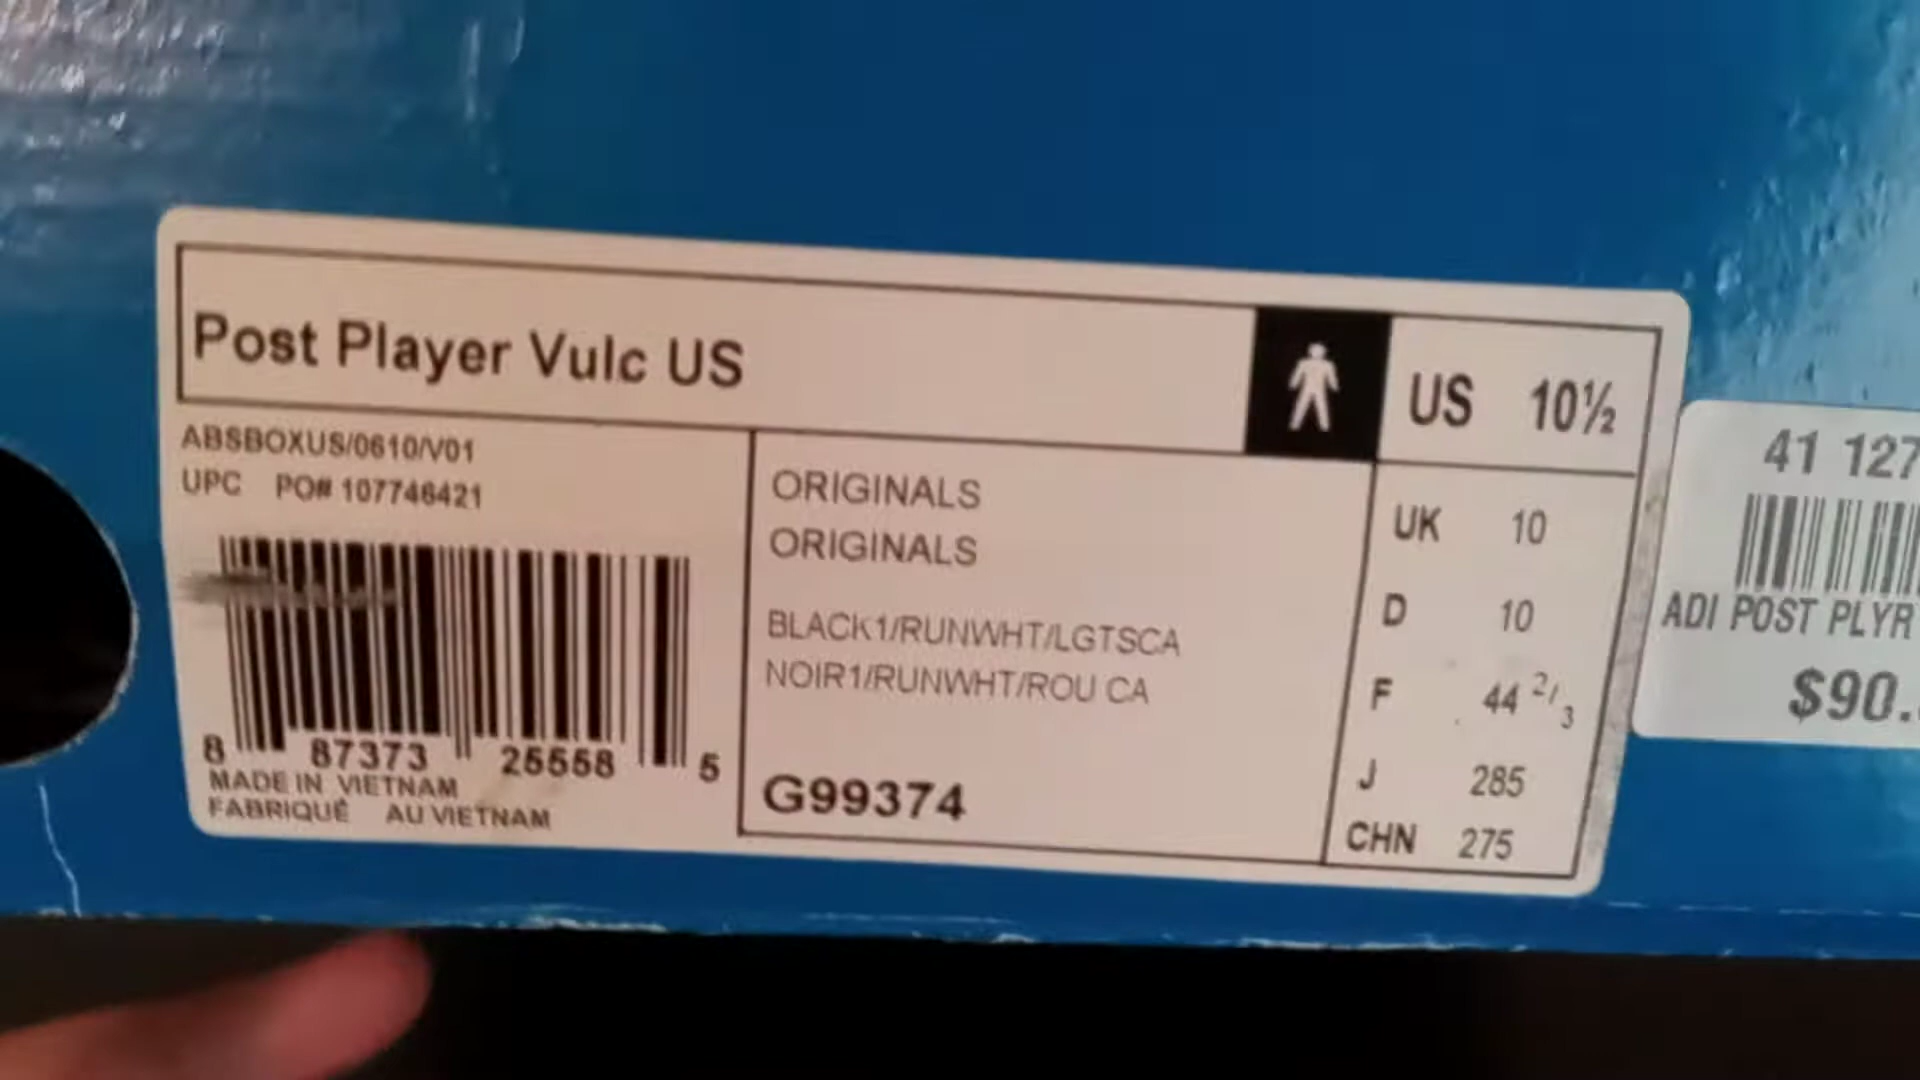 Post Player Vulc US
US 10½
ABSBOXUS/0610/V01
UPC PO# 107746421
8 87373 25558 5
MADE IN VIETNAM
FABRIQUÉ AU VIETNAM
ORIGINALS
ORIGINALS
BLACK1/RUNWHT/LGTSCA
NOIR1/RUNWHT/ROU CA
G99374
UK 10
D 10
F 44 2/3
J 285
CHN 275
41 127
ADI POST PLYR
$90.